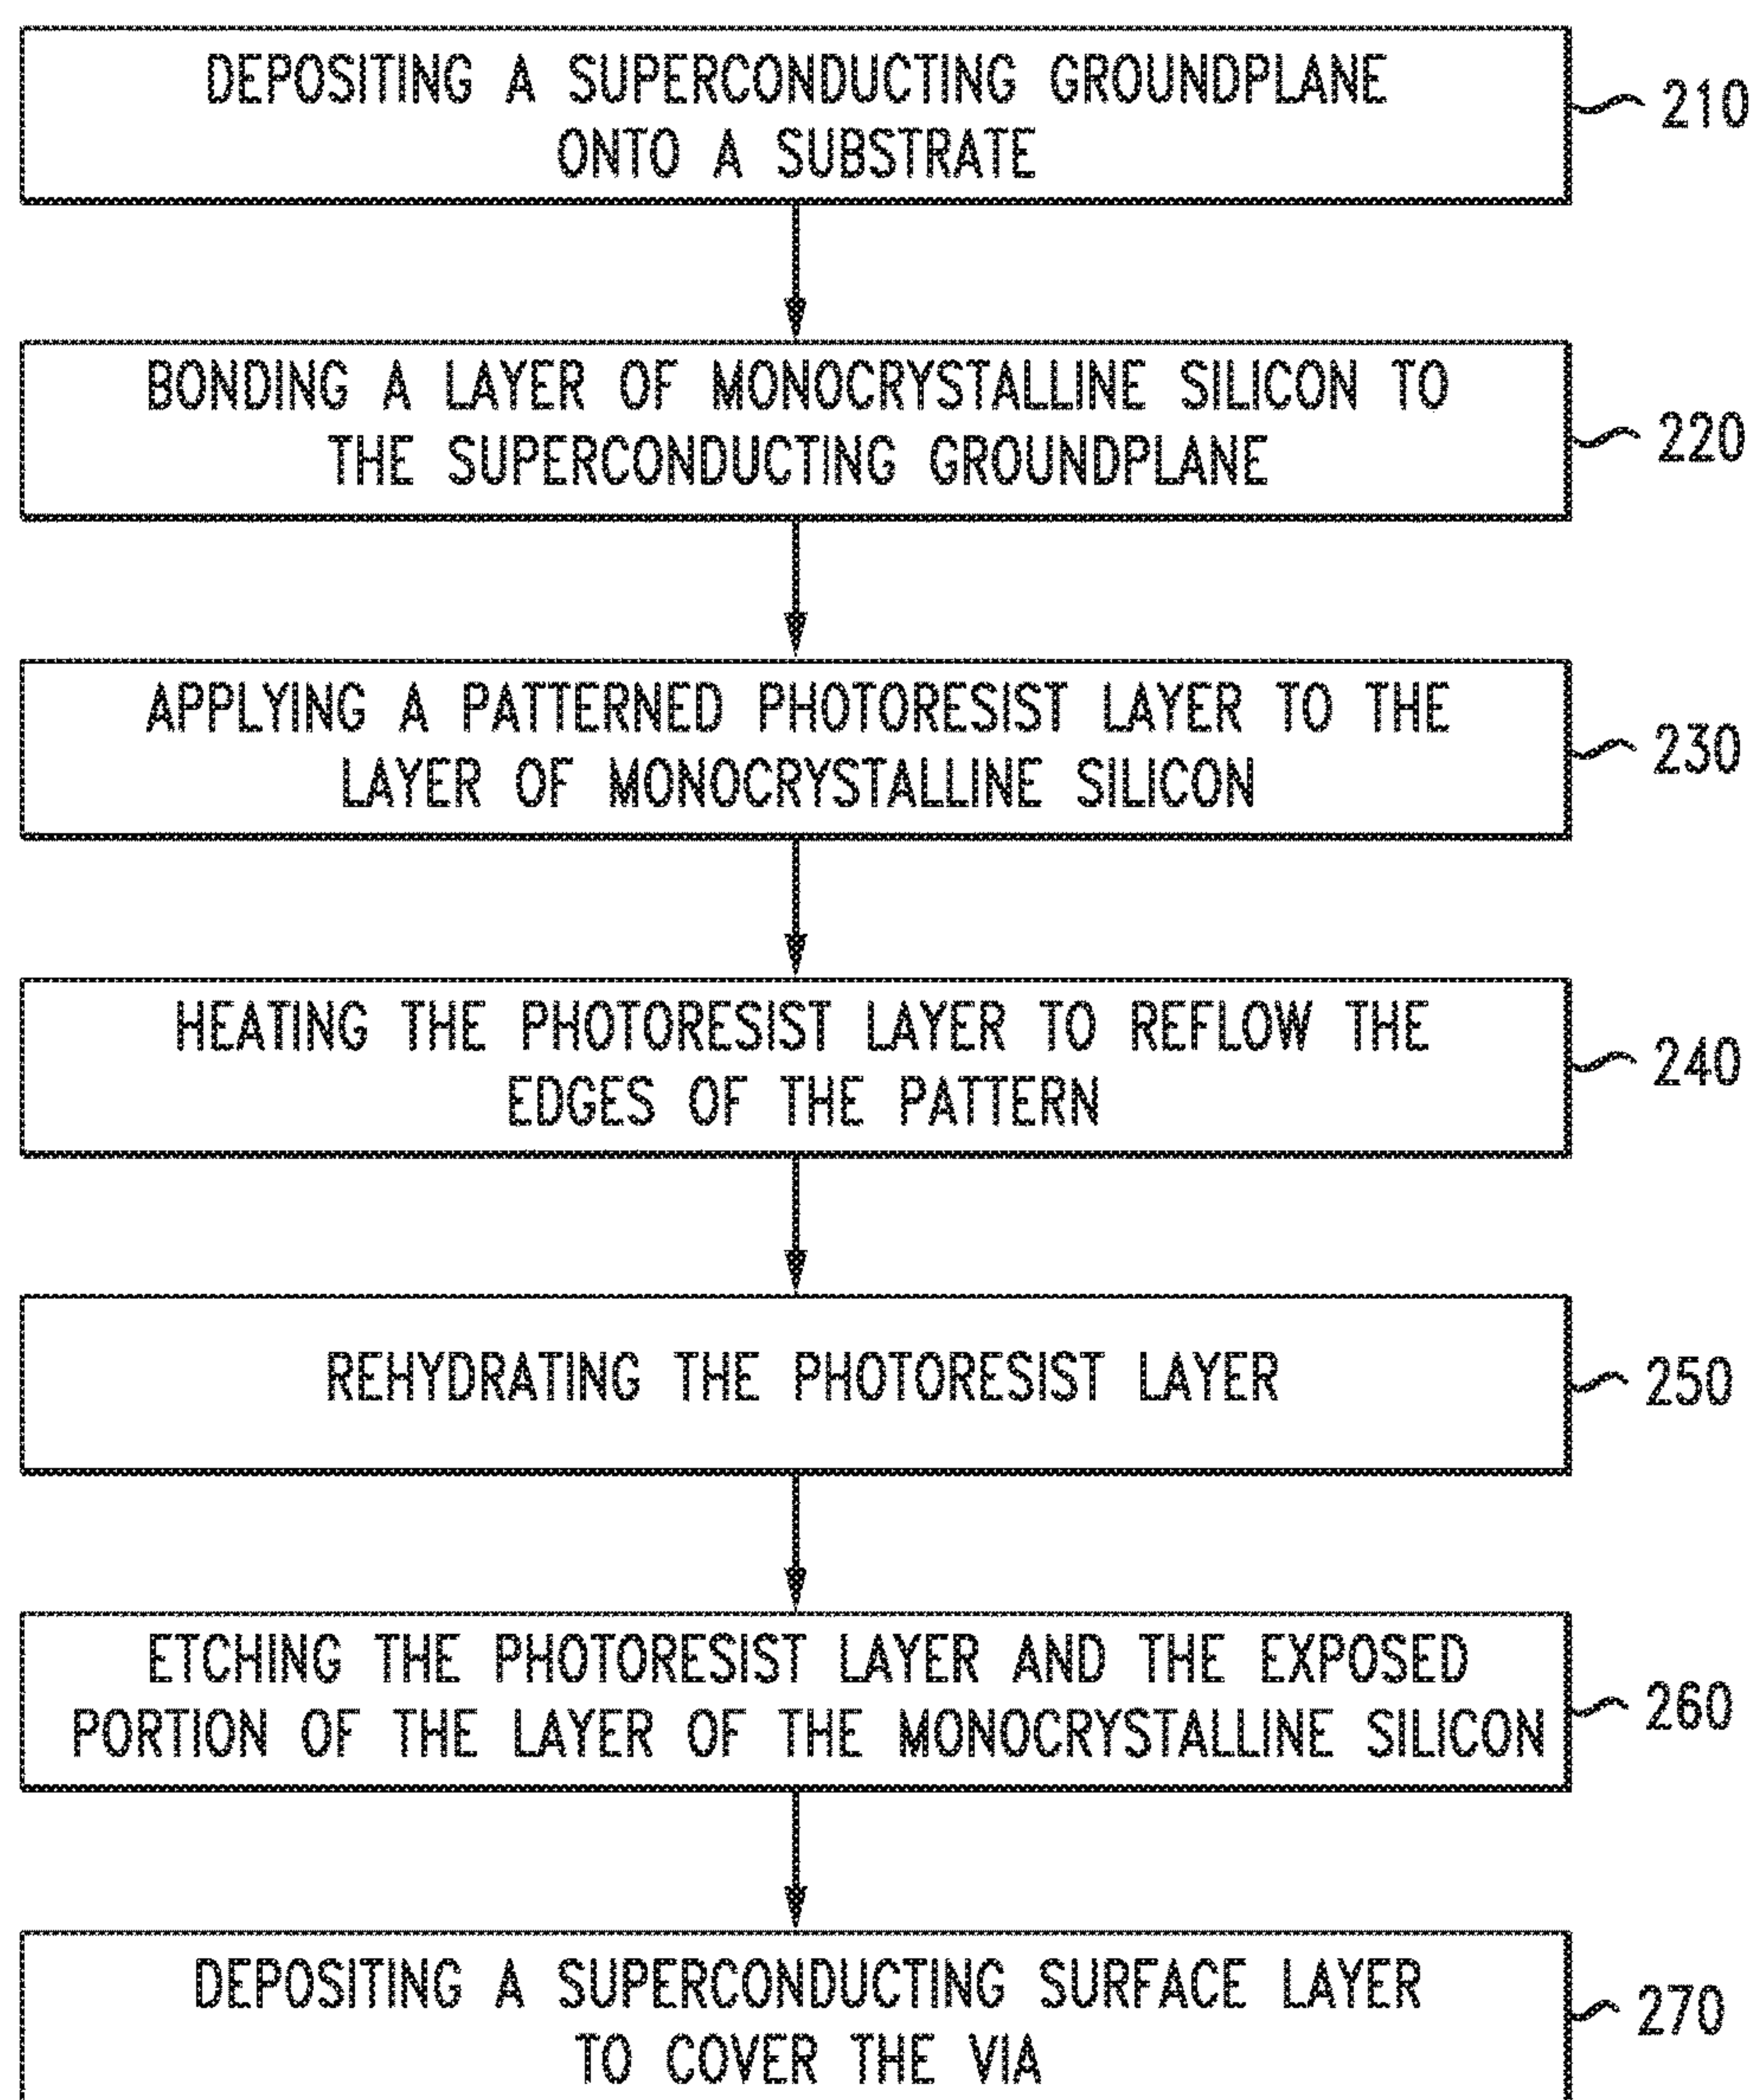 DEPOSITING A SUPERCONDUCTING GROUNDPLANE
ONTO A SUBSTRATE
210
BONDING A LAYER OF MONOCRYSTALLINE SILICON TO
THE SUPERCONDUCTING GROUNDPLANE
220
APPLYING A PATTERNED PHOTORESIST LAYER TO THE
LAYER OF MONOCRYSTALLINE SILICON
230
HEATING THE PHOTORESIST LAYER TO REFLOW THE
EDGES OF THE PATTERN
240
REHYDRATING THE PHOTORESIST LAYER
250
ETCHING THE PHOTORESIST LAYER AND THE EXPOSED
PORTION OF THE LAYER OF THE MONOCRYSTALLINE SILICON
260
DEPOSITING A SUPERCONDUCTING SURFACE LAYER
TO COVER THE VIA
270